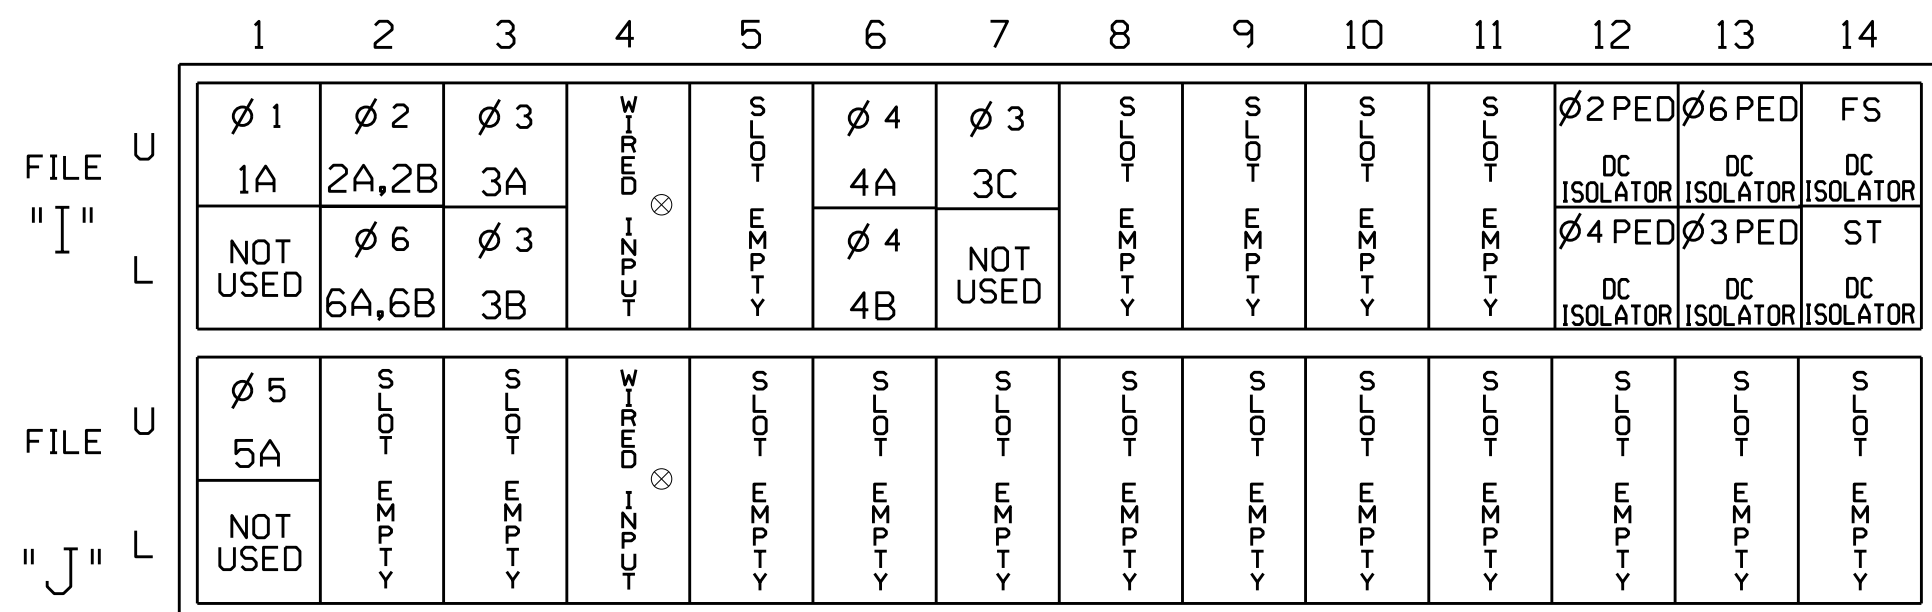 1 2 3 4 5 6 7 8 9 10 11 12 13 14
FILE "I"
U
Ø 1 1A
Ø 2 2A,2B
Ø 3 3A
WIRED INPUT
SLOT EMPTY
Ø 4 4A
Ø 3 3C
SLOT EMPTY
SLOT EMPTY
SLOT EMPTY
SLOT EMPTY
Ø2 PED DC ISOLATOR
Ø6 PED DC ISOLATOR
FS DC ISOLATOR
L
NOT USED
Ø 6 6A,6B
Ø 3 3B
Ø 4 4B
NOT USED
Ø4 PED DC ISOLATOR
Ø3 PED DC ISOLATOR
ST DC ISOLATOR
FILE "J"
U
Ø 5 5A
SLOT EMPTY
SLOT EMPTY
WIRED INPUT
SLOT EMPTY
SLOT EMPTY
SLOT EMPTY
SLOT EMPTY
SLOT EMPTY
SLOT EMPTY
SLOT EMPTY
SLOT EMPTY
SLOT EMPTY
SLOT EMPTY
L
NOT USED